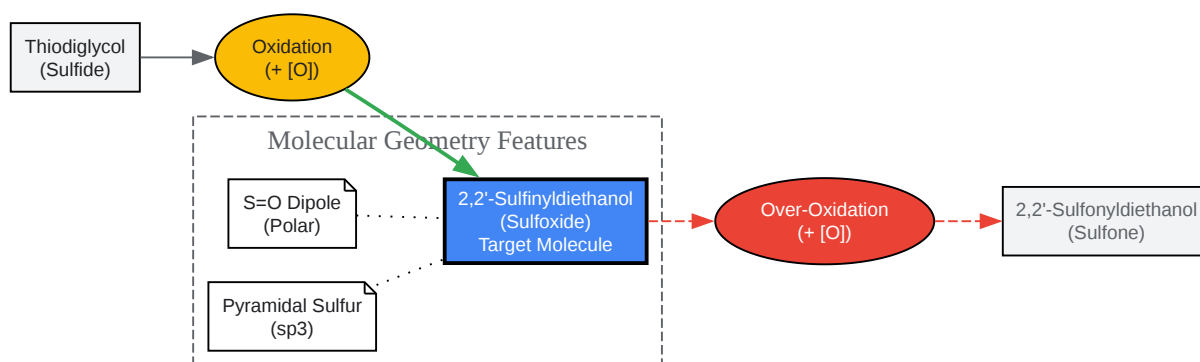 Thiodiglycol
(Sulfide)
Oxidation
(+ [O])
Molecular Geometry Features
S=O Dipole
(Polar)
2,2'-Sulfinyldiethanol
(Sulfoxide)
Target Molecule
Over-Oxidation
(+ [O])
2,2'-Sulfonyldiethanol
(Sulfone)
Pyramidal Sulfur
(sp3)